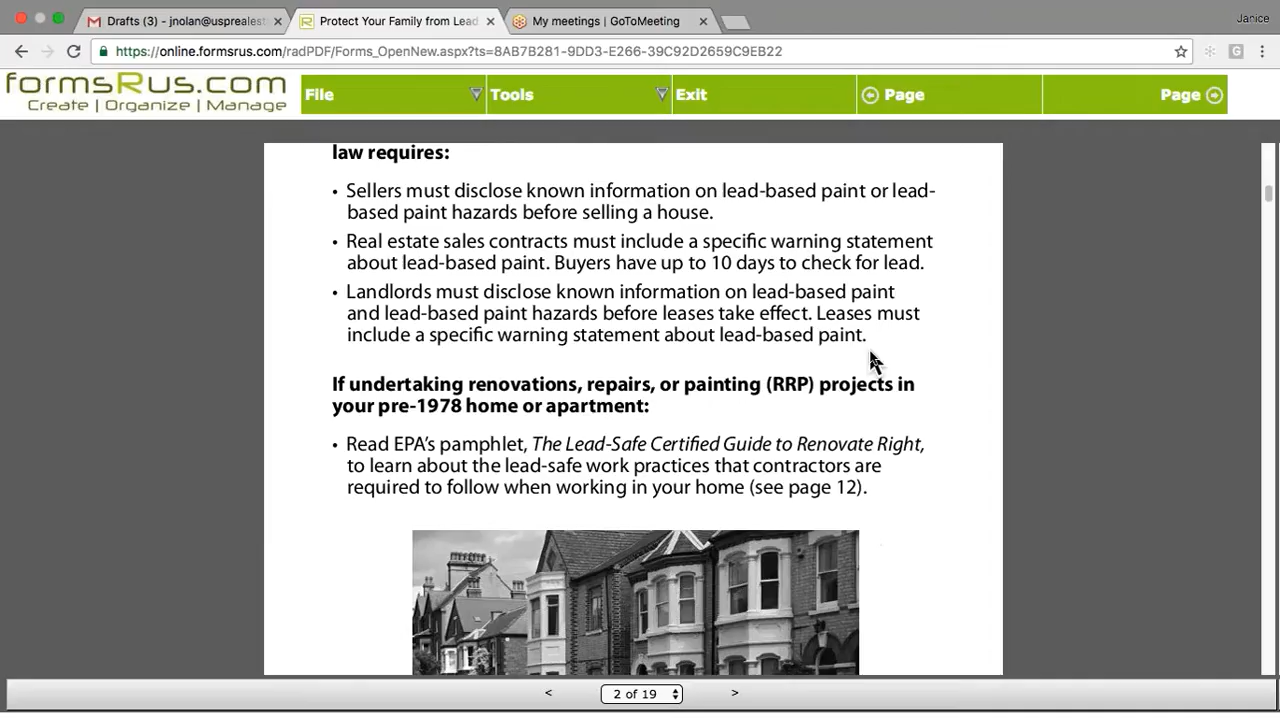 Drafts (3) - jnolan@usprealest
Protect Your Family from Lead
My meetings | GoToMeeting
Janice
https://online.formsrus.com/radPDF/Forms_OpenNew.aspx?ts=8AB7B281-9DD3-E266-39C92D2659C9EB22
formsRus.com
Create | Organize | Manage
File
Tools
Exit
Page
Page
law requires:
• Sellers must disclose known information on lead-based paint or lead-
based paint hazards before selling a house.
• Real estate sales contracts must include a specific warning statement
about lead-based paint. Buyers have up to 10 days to check for lead.
• Landlords must disclose known information on lead-based paint
and lead-based paint hazards before leases take effect. Leases must
include a specific warning statement about lead-based paint.
If undertaking renovations, repairs, or painting (RRP) projects in
your pre-1978 home or apartment:
• Read EPA's pamphlet, The Lead-Safe Certified Guide to Renovate Right,
to learn about the lead-safe work practices that contractors are
required to follow when working in your home (see page 12).
< 2 of 19 >